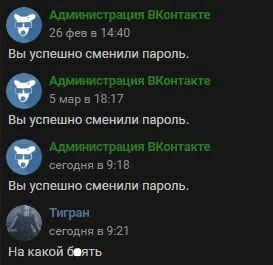 Администрация ВКонтакте
26 фев в 14:40
Вы успешно сменили пароль.
Администрация ВКонтакте
5 мар в 18:17
Вы успешно сменили пароль.
Администрация ВКонтакте
сегодня в 9:18
Вы успешно сменили пароль.
Тигран
сегодня в 9:21
На какой